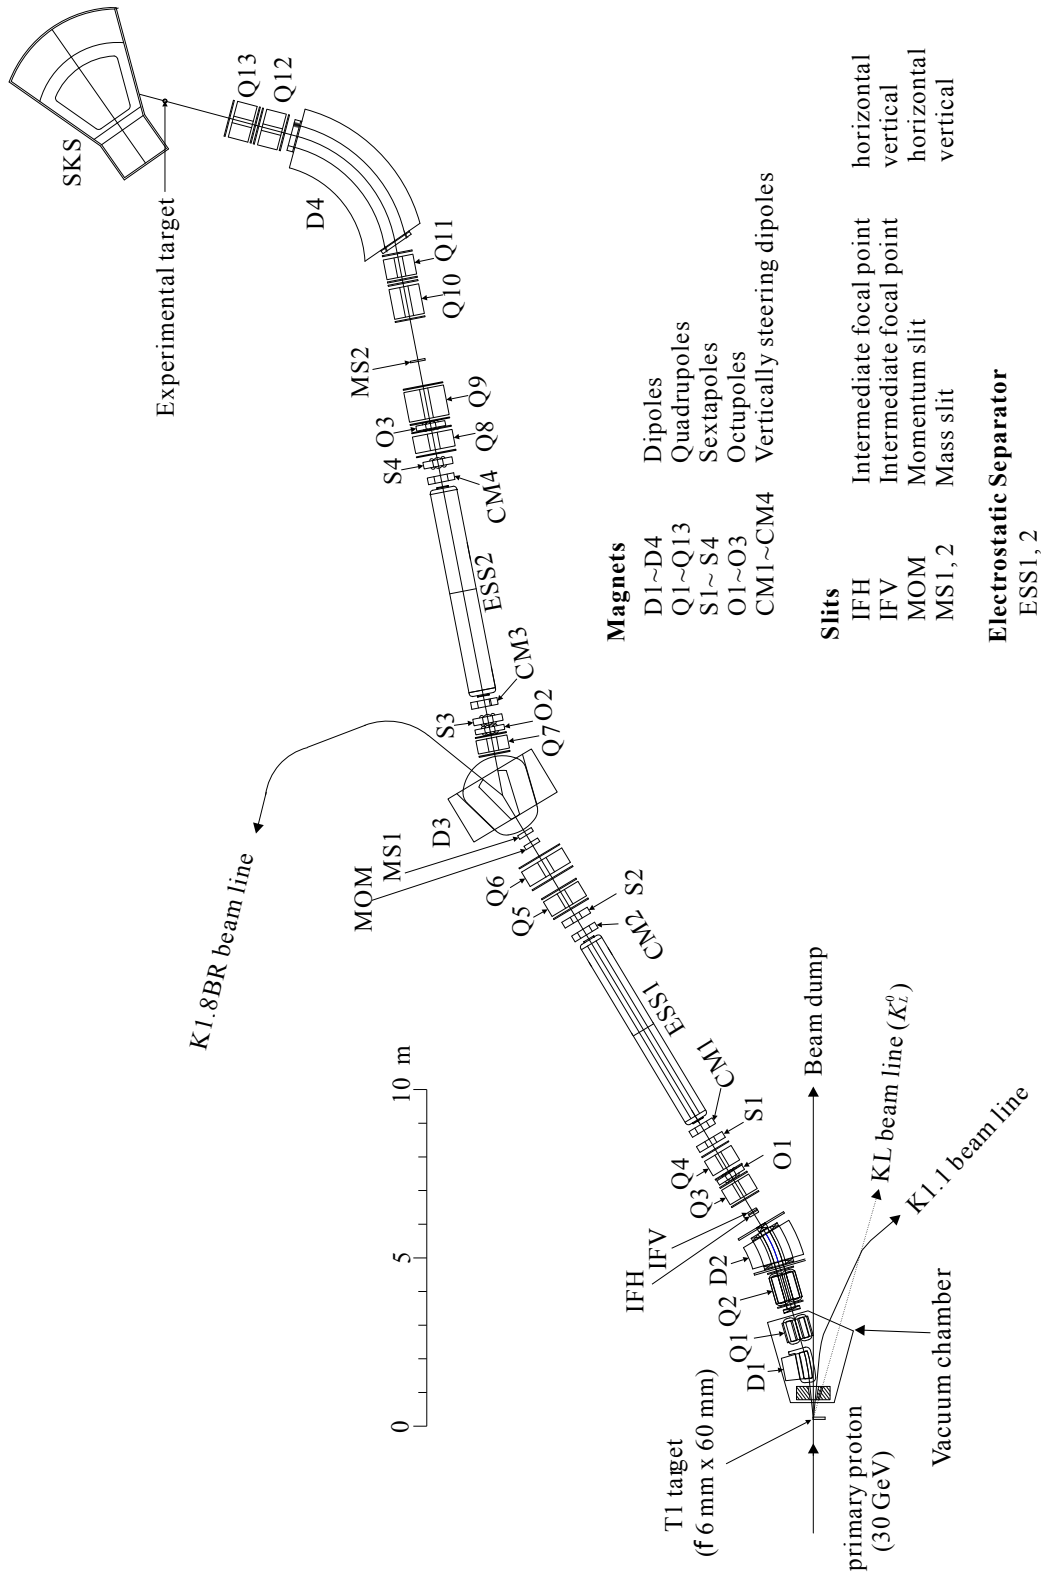 SKS
Experimental target
Q13
Q12
D4
Q11
Q10
MS2
Q9
O3
Q8
S4
CM4
ESS2
CM3
S3
O2
Q7
D3
K1.8BR beam line
MS1
MOM
Q6
Q5
S2
CM2
ESS1
CM1
S1
Q4
Q3
O1
IFV
IFH
D2
Q2
Q1
D1
0
5
10 m
T1 target
(f 6 mm x 60 mm)
primary proton
(30 GeV)
Vacuum chamber
Beam dump
KL beam line (K_L^0)
K1.1 beam line
Magnets
D1~D4 Dipoles
Q1~Q13 Quadrupoles
S1~ S4 Sextapoles
O1~O3 Octupoles
CM1~CM4 Vertically steering dipoles
Slits
IFH Intermediate focal point horizontal
IFV Intermediate focal point vertical
MOM Momentum slit horizontal
MS1, 2 Mass slit vertical
Electrostatic Separator
ESS1, 2